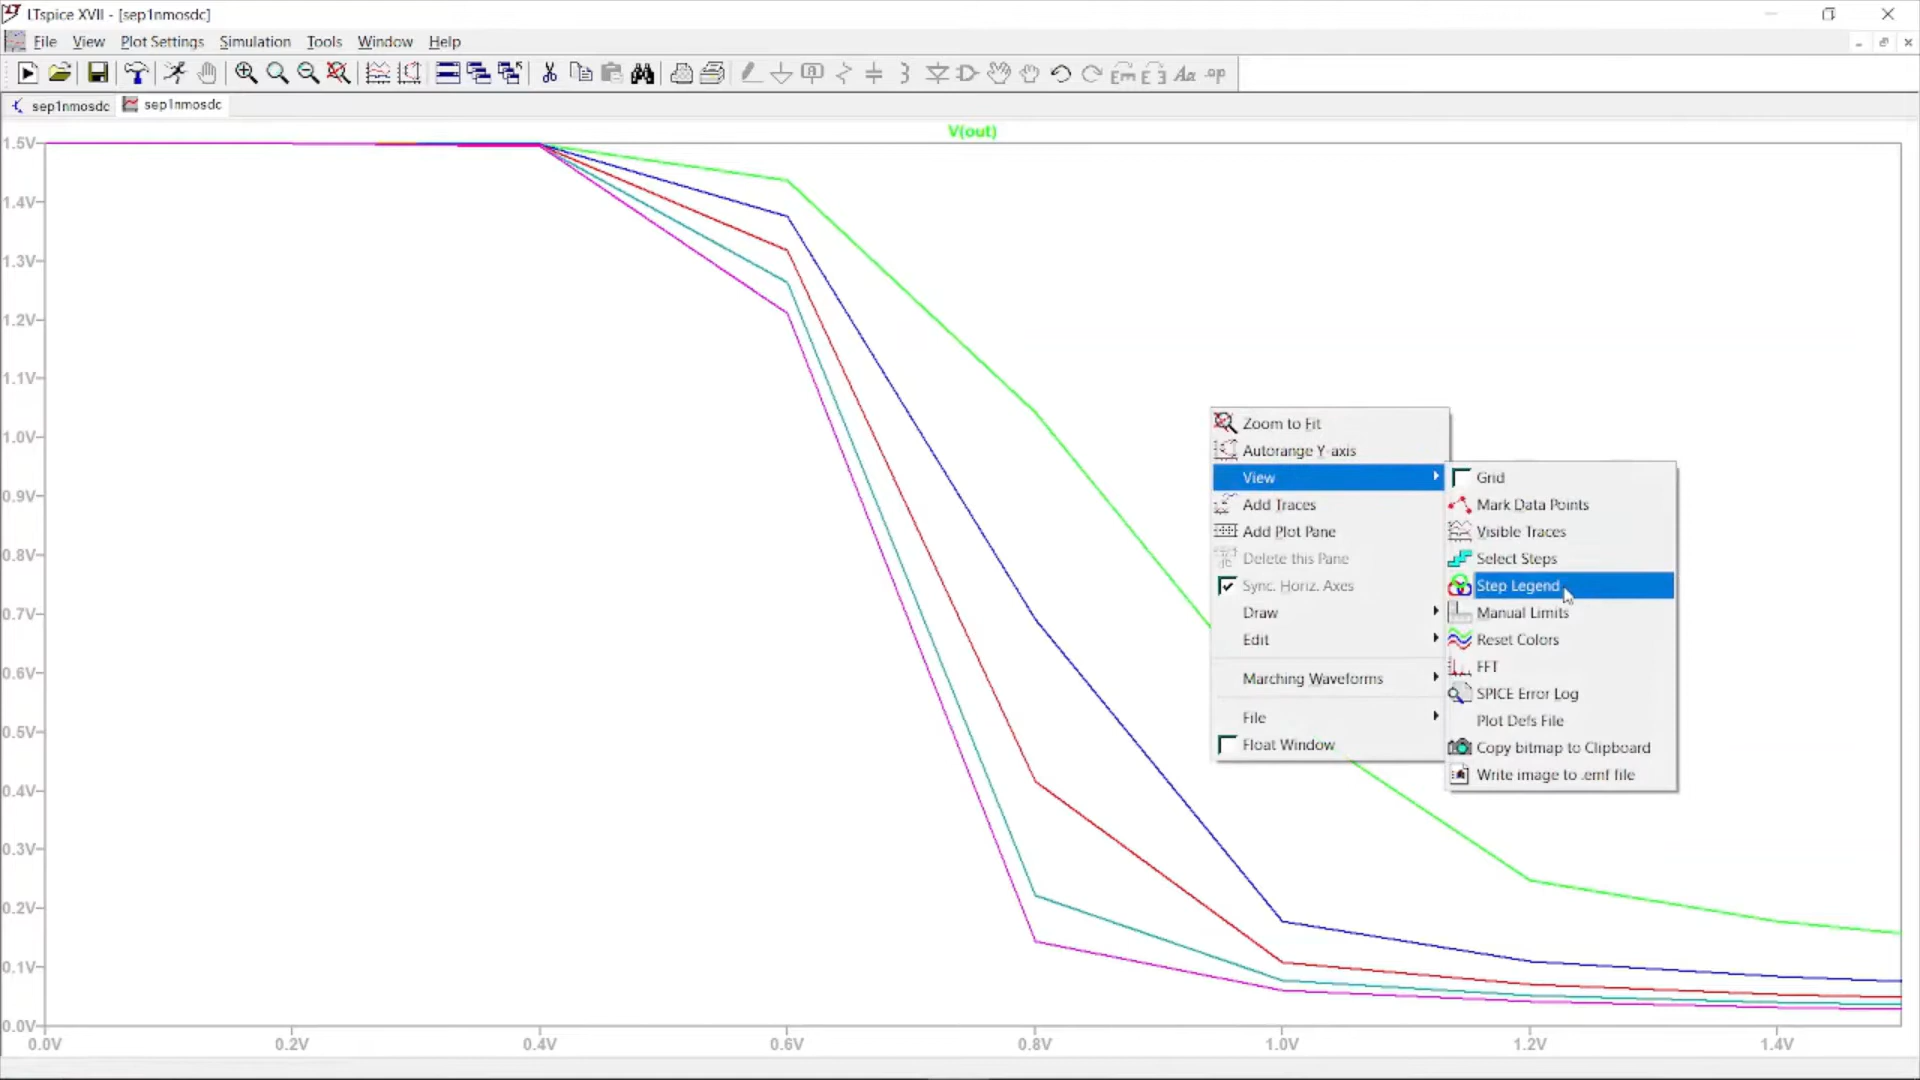 LTspice XVII - [sep1nmosdc]
File View Plot Settings Simulation Tools Window Help
sep1nmosdc sep1nmosdc
V(out)
1.5V
1.4V
1.3V
1.2V
1.1V
1.0V
0.9V
0.8V
0.7V
0.6V
0.5V
0.4V
0.3V
0.2V
0.1V
0.0V
0.0V 0.2V 0.4V 0.6V 0.8V 1.0V 1.2V 1.4V
Zoom to Fit
Autorange Y-axis
View
Add Traces
Add Plot Pane
Delete this Pane
Sync. Horiz. Axes
Draw
Edit
Marching Waveforms
File
Float Window
Grid
Mark Data Points
Visible Traces
Select Steps
Step Legend
Manual Limits
Reset Colors
FFT
SPICE Error Log
Plot Defs File
Copy bitmap to Clipboard
Write image to .emf file